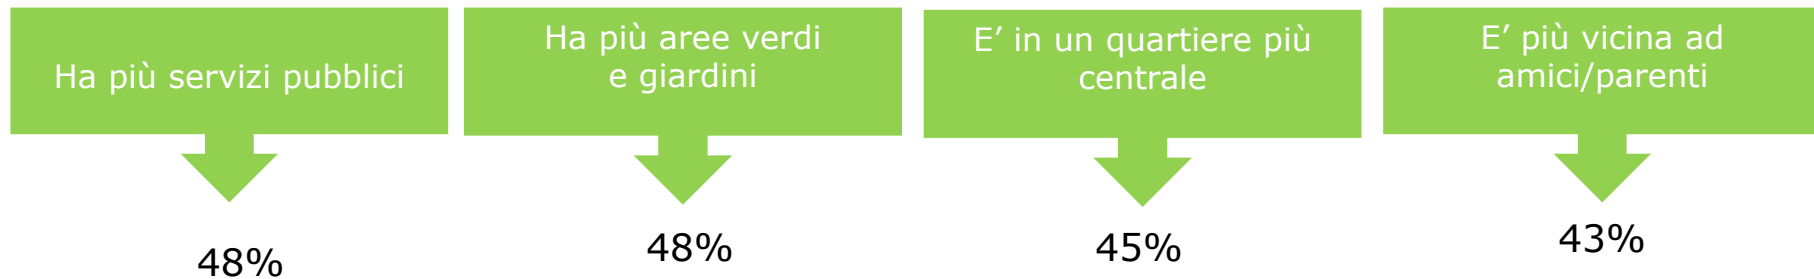 Ha più servizi pubblici
48%
Ha più aree verdi
e giardini
48%
E’ in un quartiere più
centrale
45%
E’ più vicina ad
amici/parenti
43%